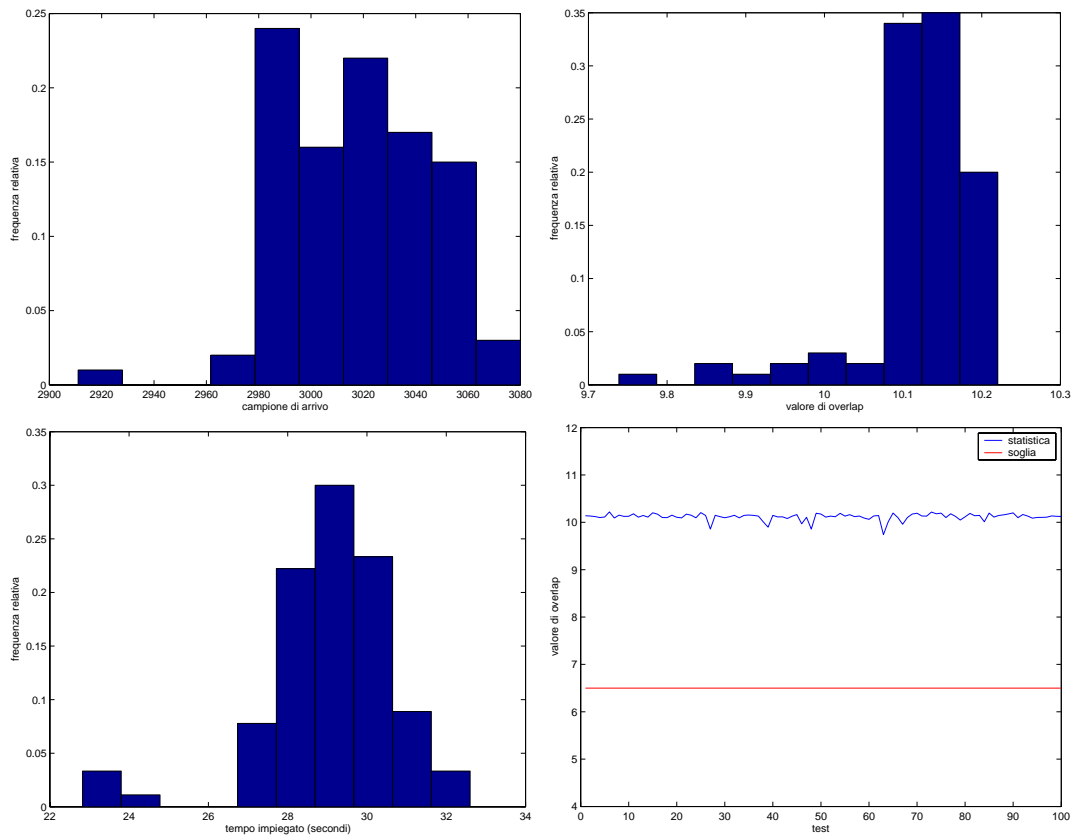 0.25
0.2
0.15
0.1
0.05
0
frequenza relativa
2900 2920 2940 2960 2980 3000 3020 3040 3060 3080
campione di arrivo
0.35
0.3
0.25
0.2
0.15
0.1
0.05
0
frequenza relativa
9.7 9.8 9.9 10 10.1 10.2 10.3
valore di overlap
0.35
0.3
0.25
0.2
0.15
0.1
0.05
0
frequenza relativa
22 24 26 28 30 32 34
tempo impiegato (secondi)
12
11
10
9
8
7
6
5
4
valore di overlap
statistica
soglia
0 10 20 30 40 50 60 70 80 90 100
test